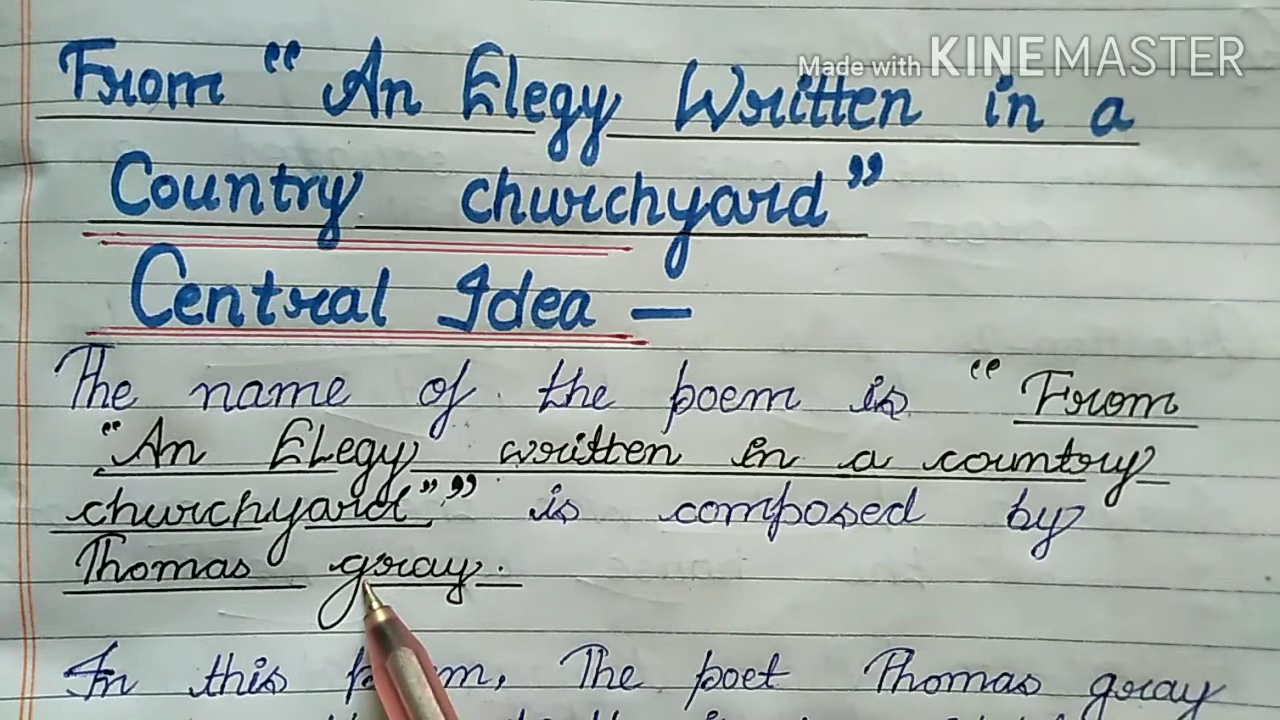 Made with KINEMASTER
From "An Elegy Written in a
Country churchyard"
Central Idea —
The name of the poem is "From
"An Elegy written in a country
churchyard"" is composed by
Thomas gray.
In this, The poet Thomas gray